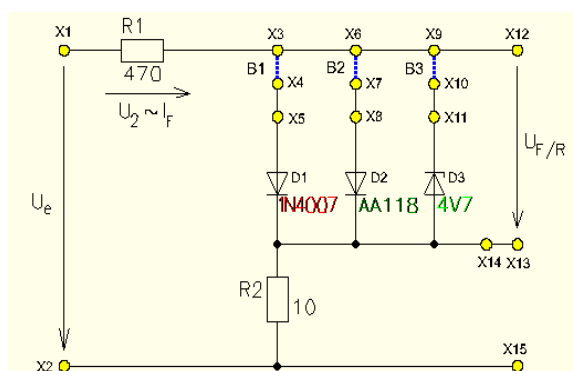 X1 R1 X3 X6 X9 X12
470 B1 B2 B3
X4 X7 X10
U2 ~ IF
X5 X8 X11
UF/R
D1 D2 D3
Ue
1N4007 AA118 4V7
X14 X13
R2
10
X2 X15